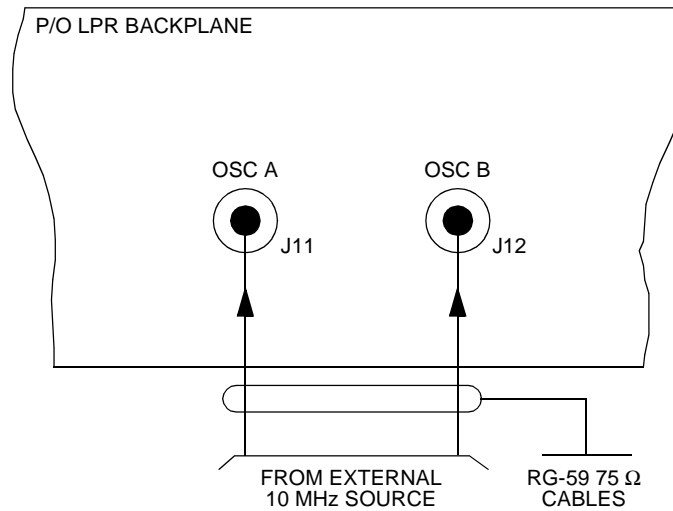 P/O LPR BACKPLANE
OSC A
OSC B
J11
J12
FROM EXTERNAL
10 MHz SOURCE
RG-59 75 Ω
CABLES